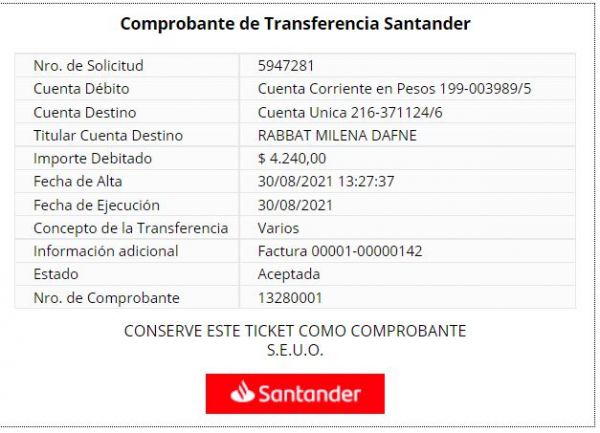 Comprobante de Transferencia Santander
Nro. de Solicitud 5947281
Cuenta Débito Cuenta Corriente en Pesos 199-003989/5
Cuenta Destino Cuenta Unica 216-371124/6
Titular Cuenta Destino RABBAT MILENA DAFNE
Importe Debitado $ 4.240,00
Fecha de Alta 30/08/2021 13:27:37
Fecha de Ejecución 30/08/2021
Concepto de la Transferencia Varios
Información adicional Factura 00001-00000142
Estado Aceptada
Nro. de Comprobante 13280001
CONSERVE ESTE TICKET COMO COMPROBANTE
S.E.U.O.
Santander